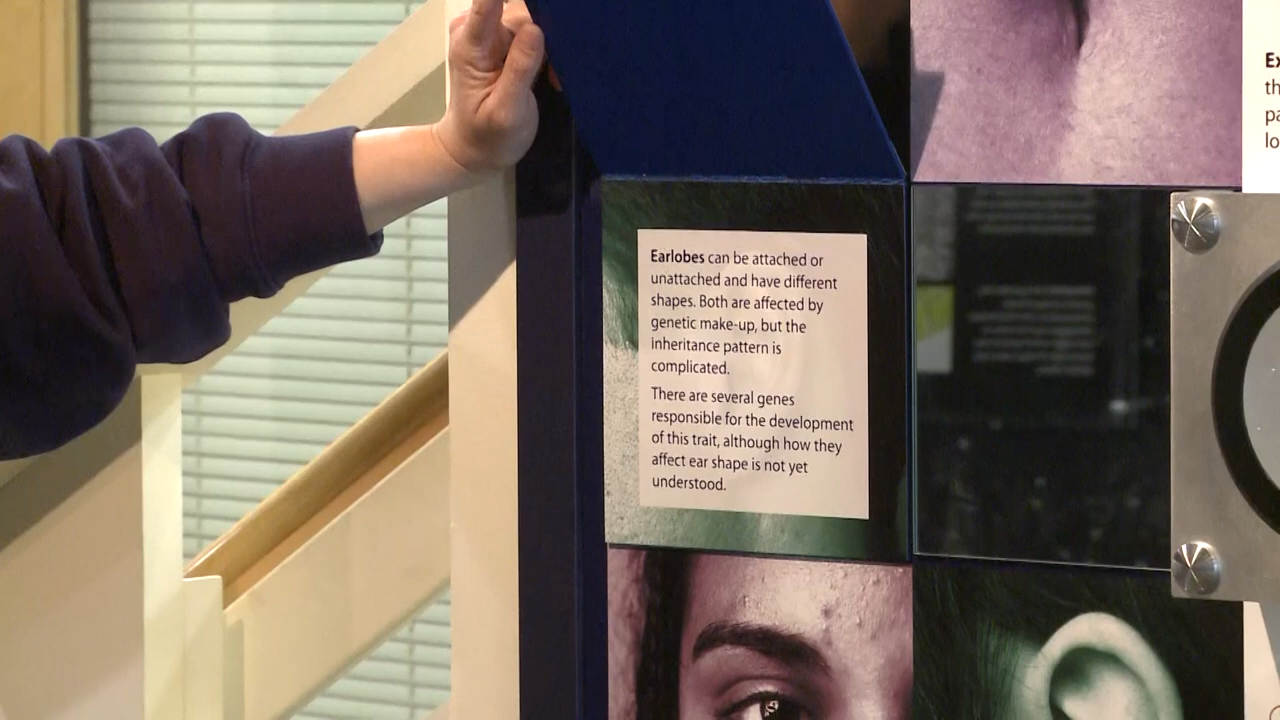 Earlobes can be attached or
unattached and have different
shapes. Both are affected by
genetic make-up, but the
inheritance pattern is
complicated.
There are several genes
responsible for the development
of this trait, although how they
affect ear shape is not yet
understood.